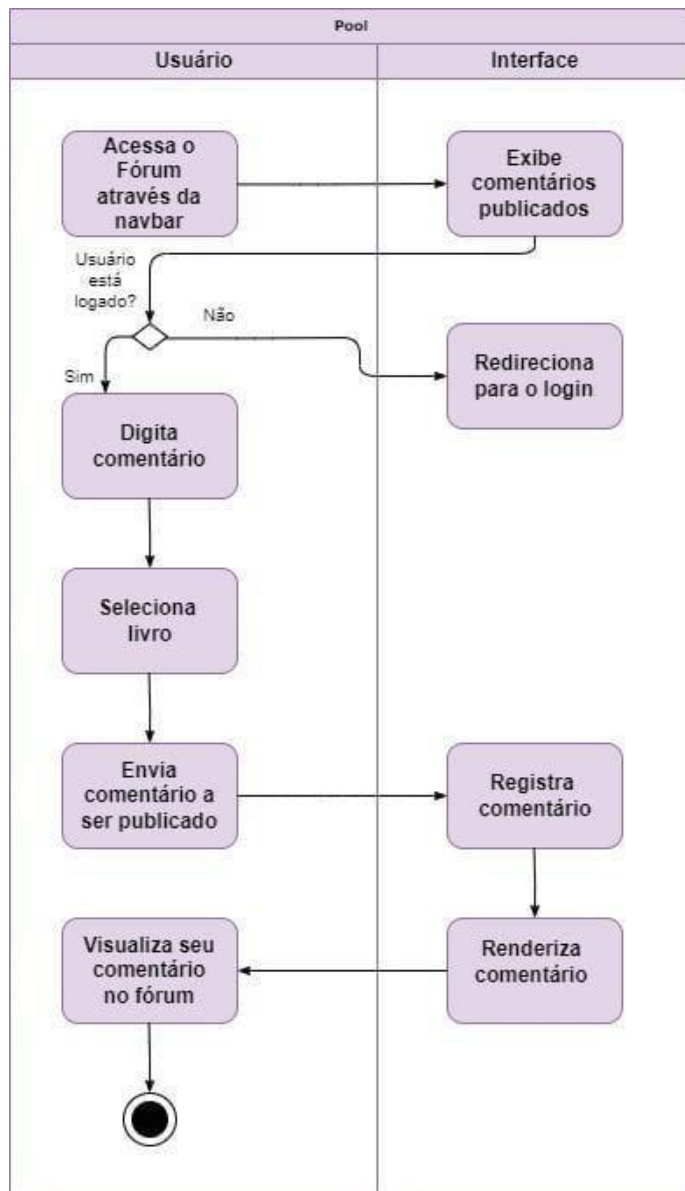 Pool
Usuário
Interface
Acessa o
Fórum
através da
navbar
Exibe
comentários
publicados
Usuário
está
logado?
Não
Sim
Redireciona
para o login
Digita
comentário
Seleciona
livro
Envia
comentário a
ser publicado
Registra
comentário
Visualiza seu
comentário
no fórum
Renderiza
comentário